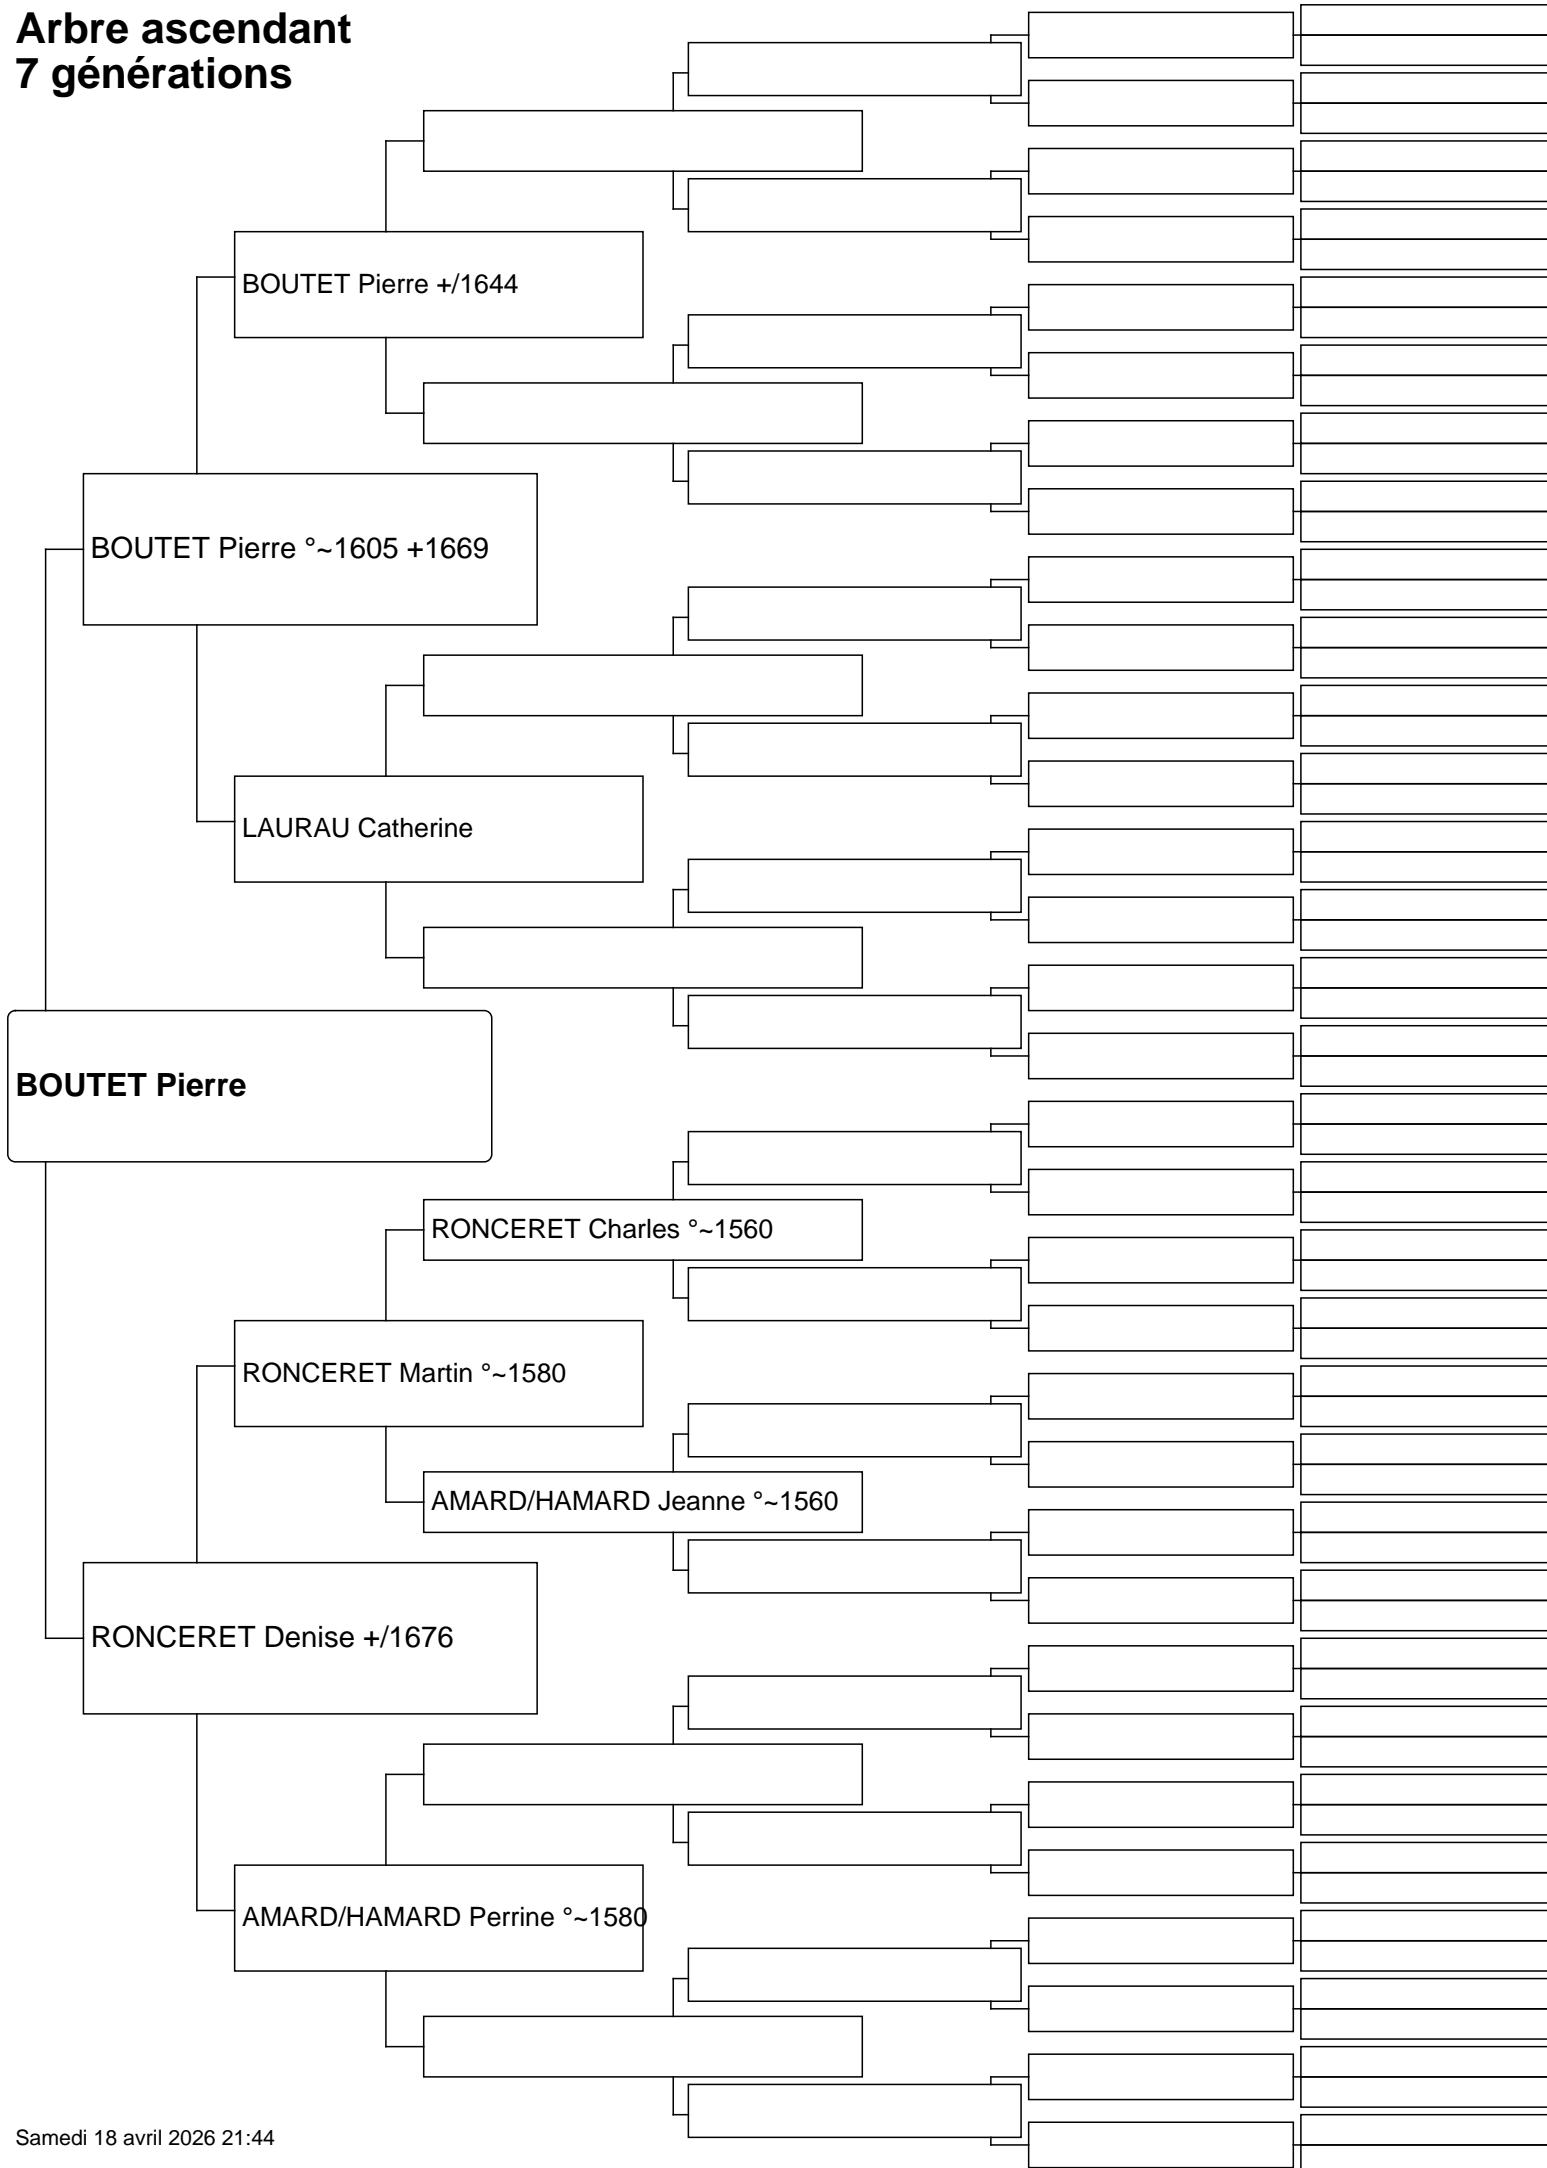 Arbre ascendant
7 générations
BOUTET Pierre +/1644
BOUTET Pierre °~1605 +1669
LAURAU Catherine
BOUTET Pierre
RONCERET Charles °~1560
RONCERET Martin °~1580
AMARD/HAMARD Jeanne °~1560
RONCERET Denise +/1676
AMARD/HAMARD Perrine °~1580
Samedi 18 avril 2026 21:44